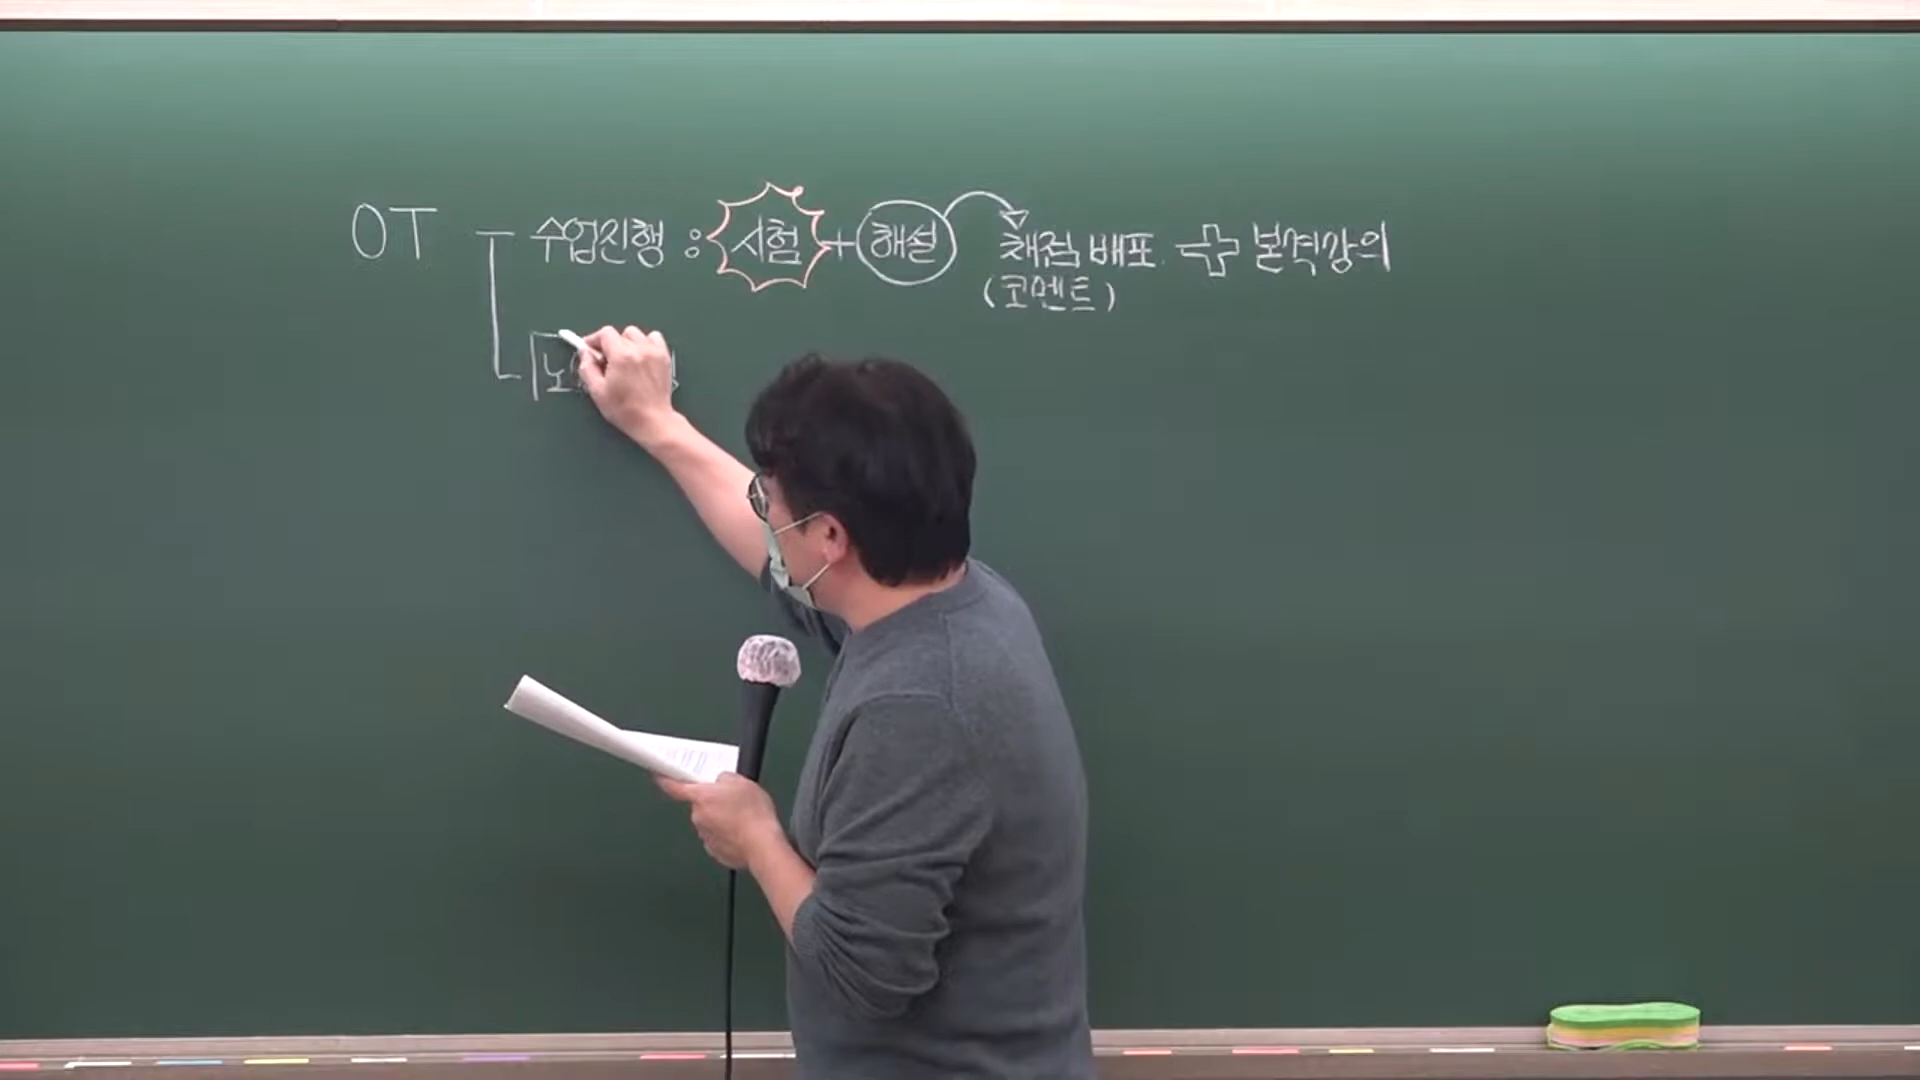 OT 수업진행 : 시험 + 해설 채점 배포 + 본격강의
(코멘트)